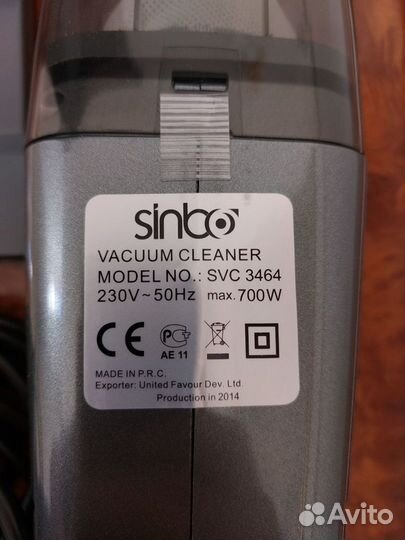 sinbo
VACUUM CLEANER
MODEL NO.: SVC 3464
230V~50Hz max.700W
CE
АЕ 11
MADE IN P.R.C.
Exporter: United Favour Dev. Ltd.
Production in 2014
Avito